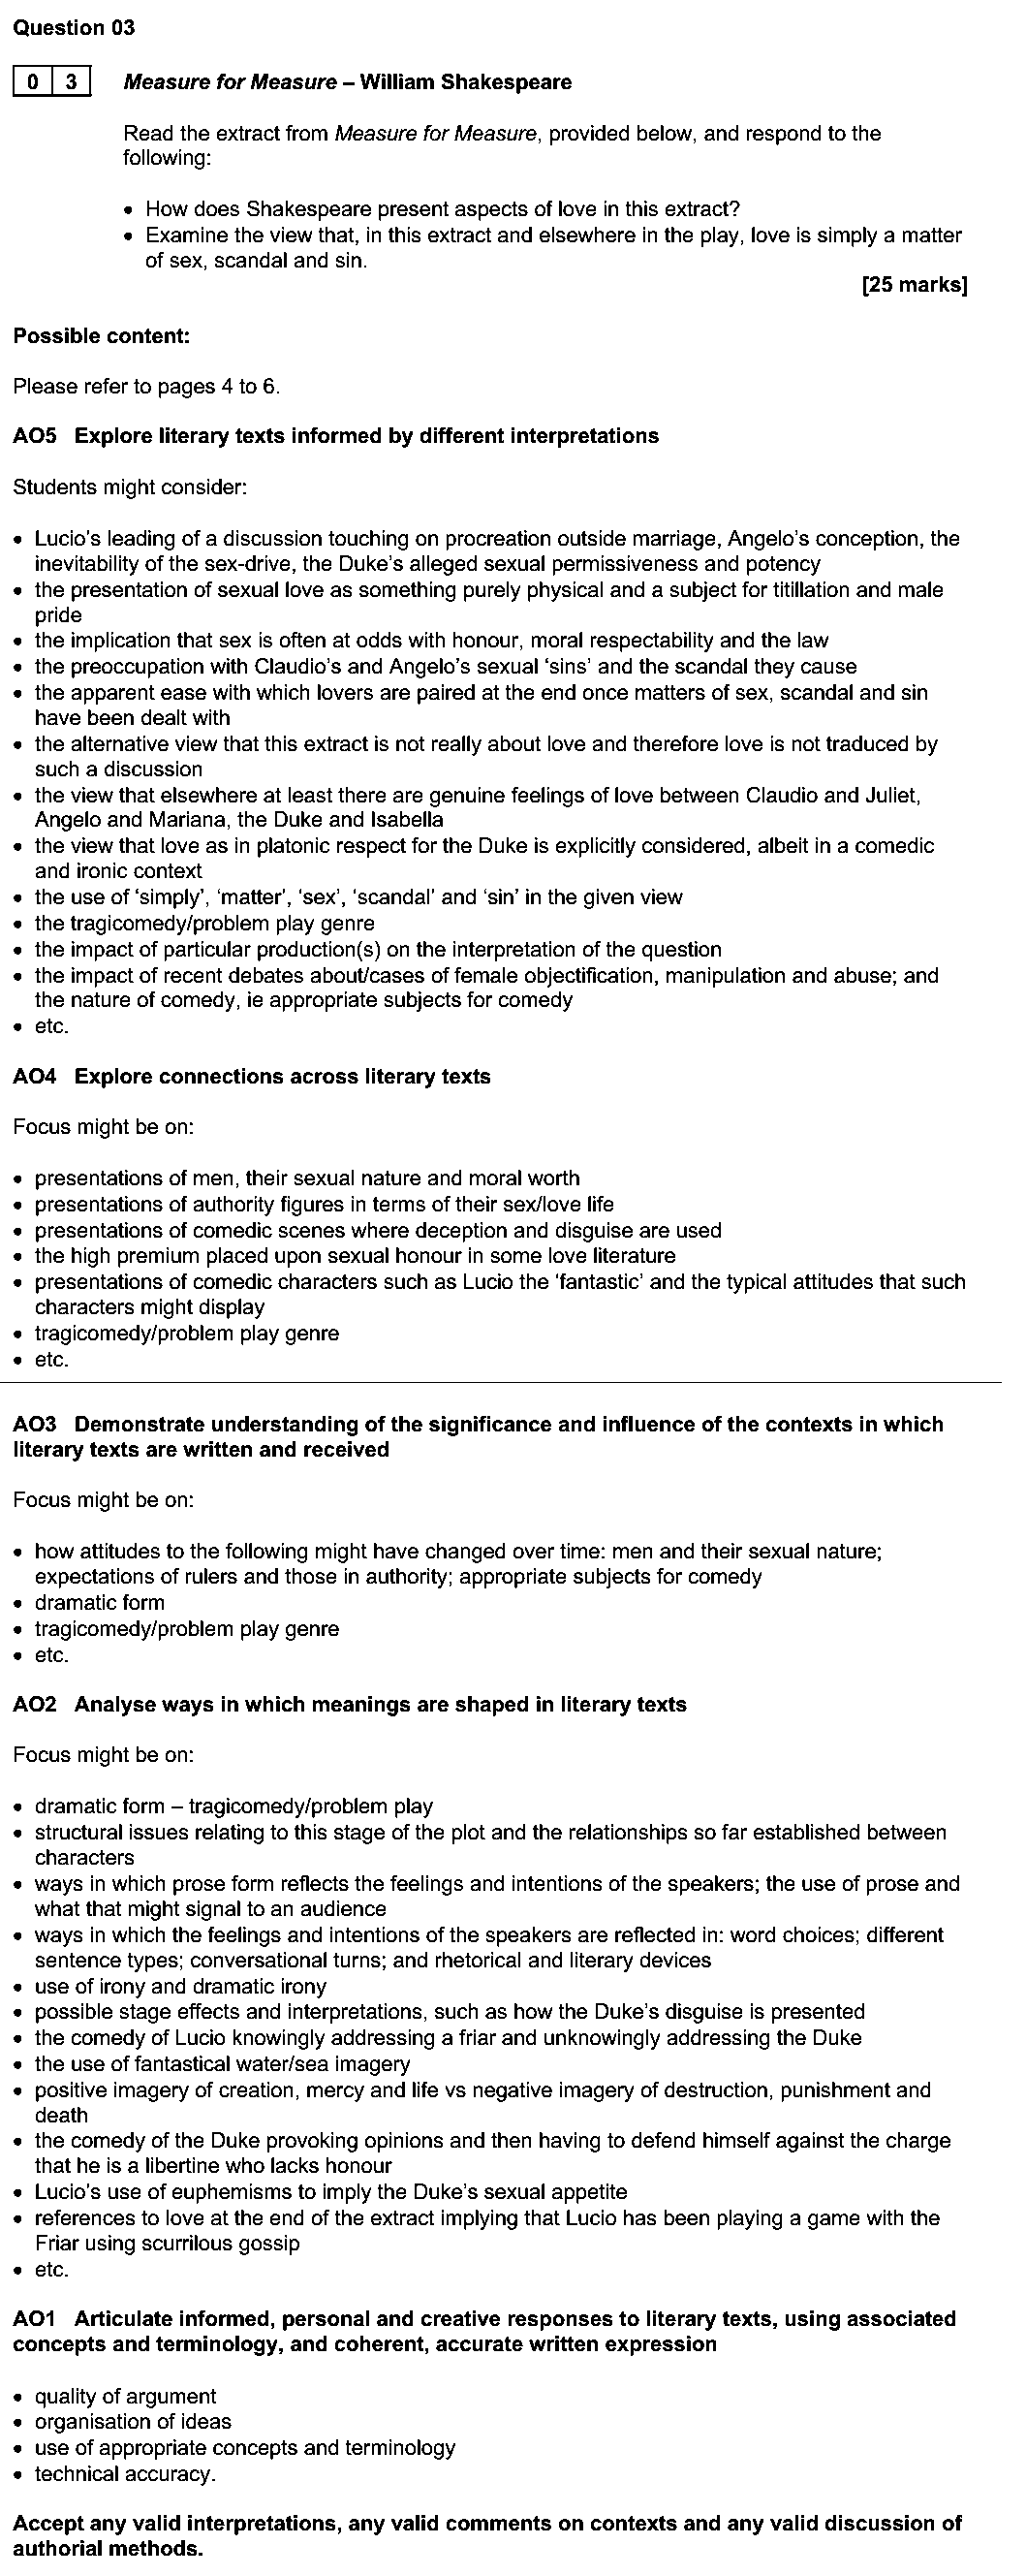 Question 03
0 3 Measure for Measure – William Shakespeare
Read the extract from Measure for Measure, provided below, and respond to the
following:
• How does Shakespeare present aspects of love in this extract?
• Examine the view that, in this extract and elsewhere in the play, love is simply a matter
of sex, scandal and sin.
[25 marks]
Possible content:
Please refer to pages 4 to 6.
AO5 Explore literary texts informed by different interpretations
Students might consider:
• Lucio’s leading of a discussion touching on procreation outside marriage, Angelo’s conception, the
inevitability of the sex-drive, the Duke’s alleged sexual permissiveness and potency
• the presentation of sexual love as something purely physical and a subject for titillation and male
pride
• the implication that sex is often at odds with honour, moral respectability and the law
• the preoccupation with Claudio’s and Angelo’s sexual ‘sins’ and the scandal they cause
• the apparent ease with which lovers are paired at the end once matters of sex, scandal and sin
have been dealt with
• the alternative view that this extract is not really about love and therefore love is not traduced by
such a discussion
• the view that elsewhere at least there are genuine feelings of love between Claudio and Juliet,
Angelo and Mariana, the Duke and Isabella
• the view that love as in platonic respect for the Duke is explicitly considered, albeit in a comedic
and ironic context
• the use of ‘simply’, ‘matter’, ‘sex’, ‘scandal’ and ‘sin’ in the given view
• the tragicomedy/problem play genre
• the impact of particular production(s) on the interpretation of the question
• the impact of recent debates about/cases of female objectification, manipulation and abuse; and
the nature of comedy, ie appropriate subjects for comedy
• etc.
AO4 Explore connections across literary texts
Focus might be on:
• presentations of men, their sexual nature and moral worth
• presentations of authority figures in terms of their sex/love life
• presentations of comedic scenes where deception and disguise are used
• the high premium placed upon sexual honour in some love literature
• presentations of comedic characters such as Lucio the ‘fantastic’ and the typical attitudes that such
characters might display
• tragicomedy/problem play genre
• etc.
AO3 Demonstrate understanding of the significance and influence of the contexts in which
literary texts are written and received
Focus might be on:
• how attitudes to the following might have changed over time: men and their sexual nature;
expectations of rulers and those in authority; appropriate subjects for comedy
• dramatic form
• tragicomedy/problem play genre
• etc.
AO2 Analyse ways in which meanings are shaped in literary texts
Focus might be on:
• dramatic form – tragicomedy/problem play
• structural issues relating to this stage of the plot and the relationships so far established between
characters
• ways in which prose form reflects the feelings and intentions of the speakers; the use of prose and
what that might signal to an audience
• ways in which the feelings and intentions of the speakers are reflected in: word choices; different
sentence types; conversational turns; and rhetorical and literary devices
• use of irony and dramatic irony
• possible stage effects and interpretations, such as how the Duke’s disguise is presented
• the comedy of Lucio knowingly addressing a friar and unknowingly addressing the Duke
• the use of fantastical water/sea imagery
• positive imagery of creation, mercy and life vs negative imagery of destruction, punishment and
death
• the comedy of the Duke provoking opinions and then having to defend himself against the charge
that he is a libertine who lacks honour
• Lucio’s use of euphemisms to imply the Duke’s sexual appetite
• references to love at the end of the extract implying that Lucio has been playing a game with the
Friar using scurrilous gossip
• etc.
AO1 Articulate informed, personal and creative responses to literary texts, using associated
concepts and terminology, and coherent, accurate written expression
• quality of argument
• organisation of ideas
• use of appropriate concepts and terminology
• technical accuracy.
Accept any valid interpretations, any valid comments on contexts and any valid discussion of
authorial methods.